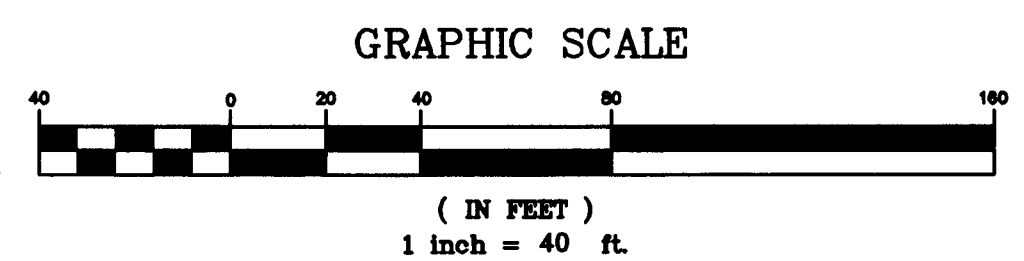 GRAPHIC SCALE
40 0 20 40 80 160
( IN FEET )
1 inch = 40 ft.